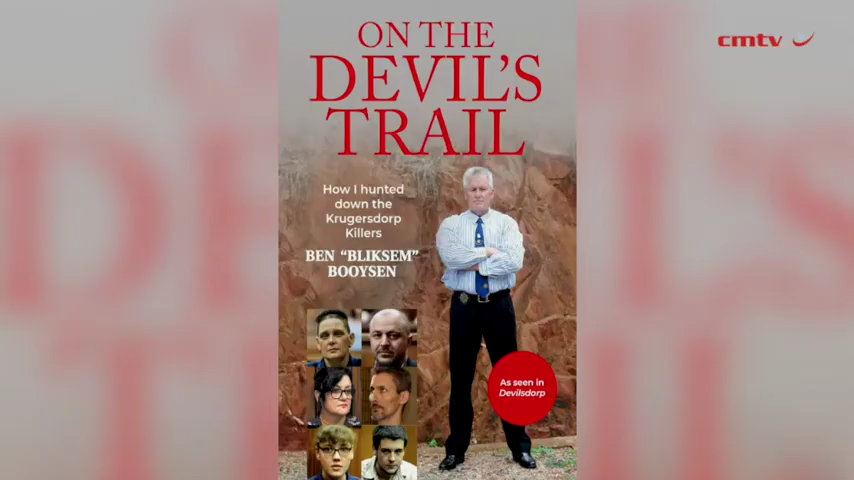 cmtv
ON THE
DEVIL'S
TRAIL
How I hunted
down the
Krugersdorp
Killers
BEN "BLIKSEM"
BOOYSEN
As seen in
Devilsdorp